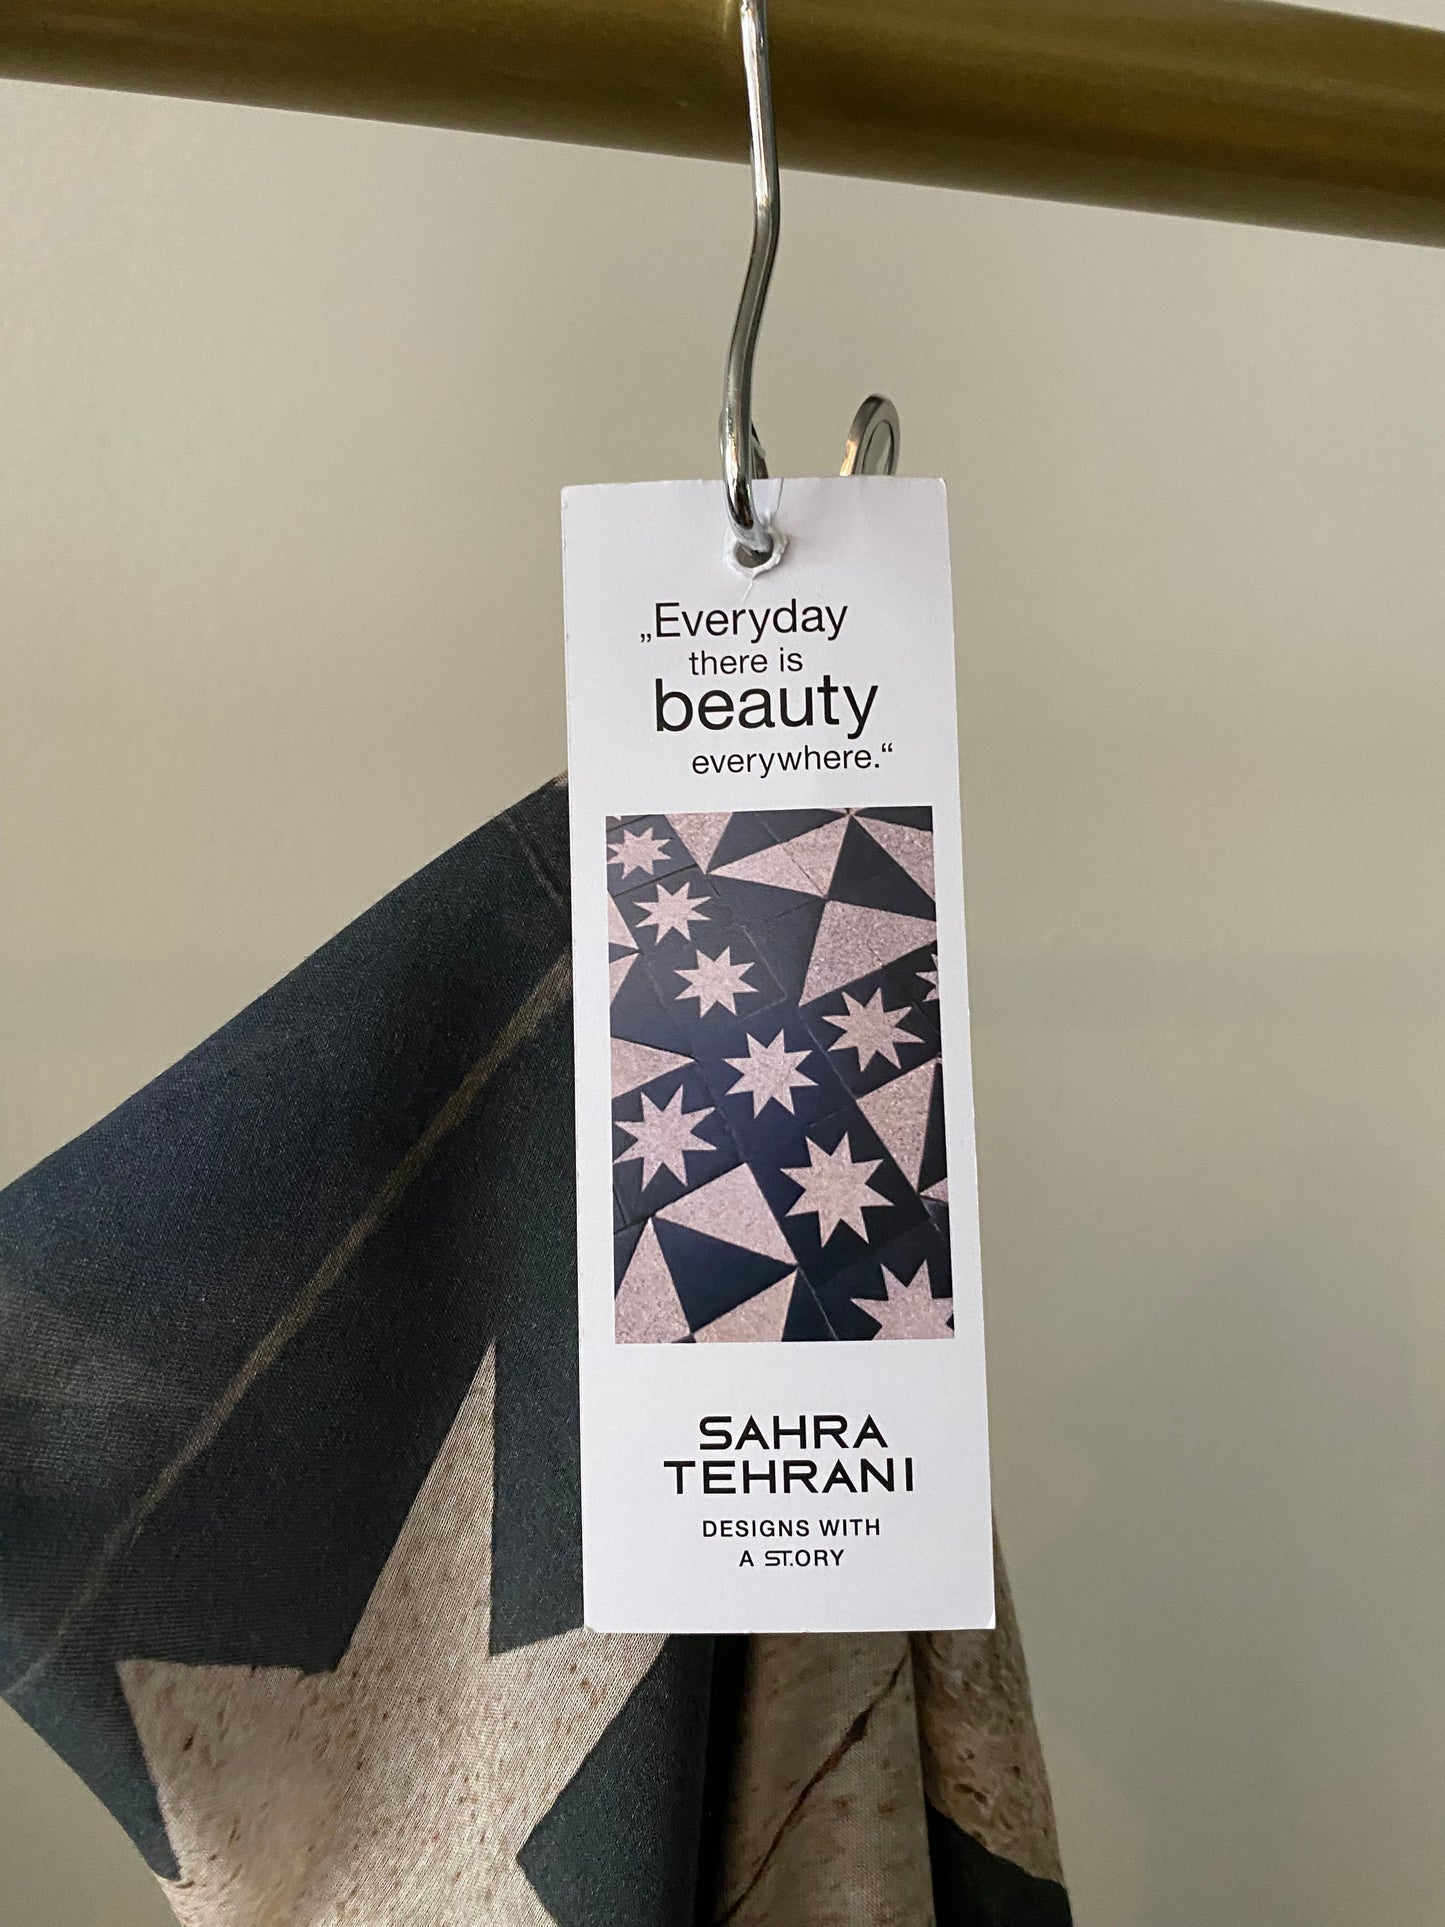 „Everyday
there is
beauty
everywhere.“
SAHRA
TEHRANI
DESIGNS WITH
A ST.ORY